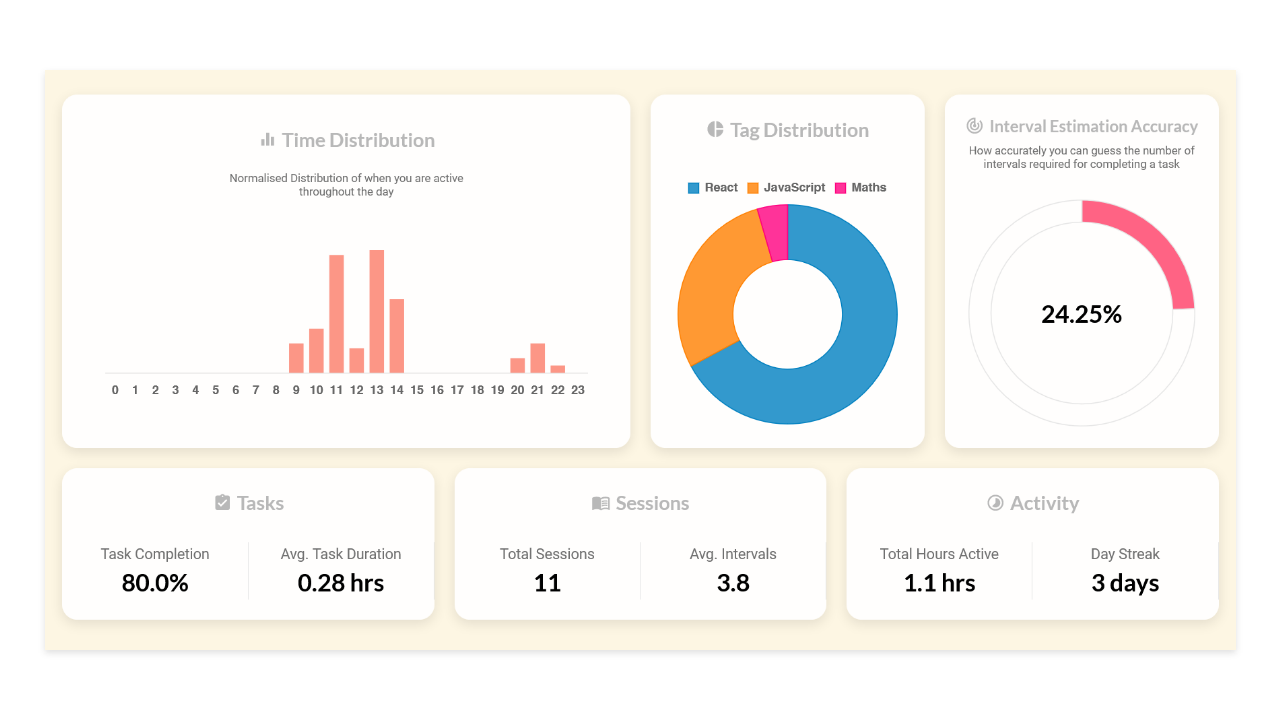 Time Distribution
Normalised Distribution of when you are active
throughout the day
0 1 2 3 4 5 6 7 8 9 10 11 12 13 14 15 16 17 18 19 20 21 22 23
Tag Distribution
React JavaScript Maths
Interval Estimation Accuracy
How accurately you can guess the number of
intervals required for completing a task
24.25%
Tasks
Task Completion
80.0%
Avg. Task Duration
0.28 hrs
Sessions
Total Sessions
11
Avg. Intervals
3.8
Activity
Total Hours Active
1.1 hrs
Day Streak
3 days